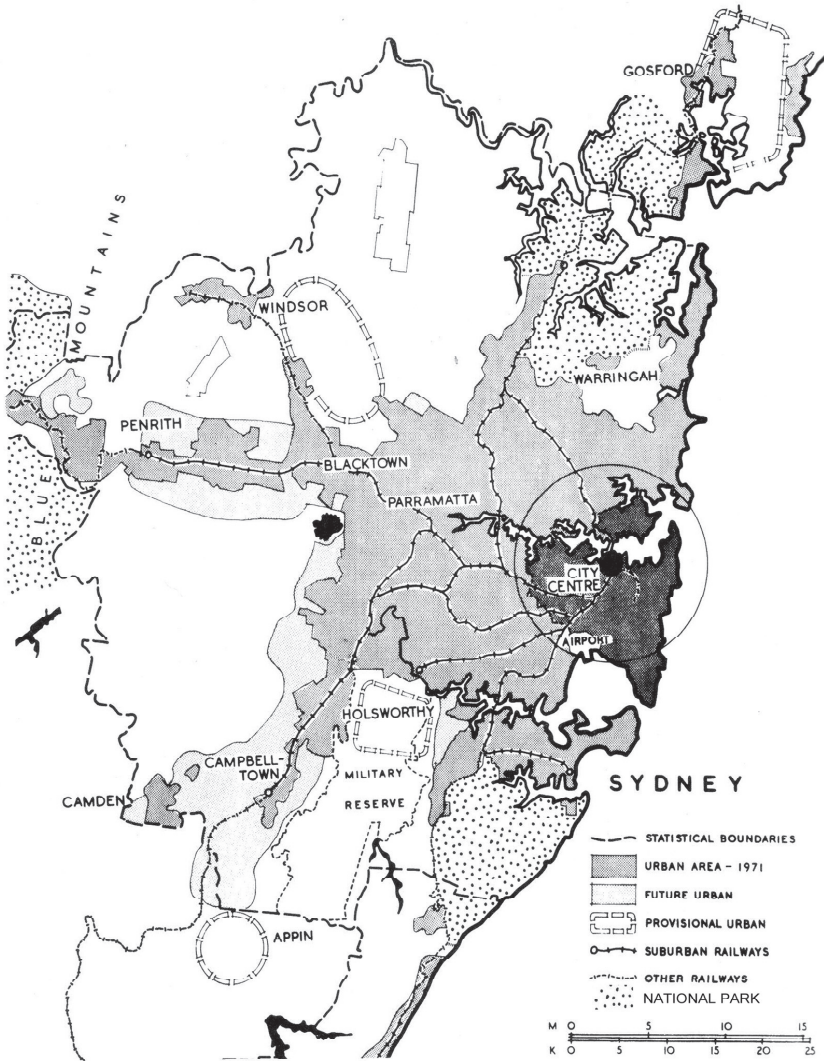 GOSFORD
MOUNTAINS
BLUE
WINDSOR
WARRINGAH
PENRITH
BLACKTOWN
PARRAMATTA
CITY
CENTRE
AIRPORT
HOLSWORTHY
CAMPBELL-
TOWN
MILITARY
RESERVE
CAMDEN
SYDNEY
APPIN
STATISTICAL BOUNDARIES
URBAN AREA - 1971
FUTURE URBAN
PROVISIONAL URBAN
SUBURBAN RAILWAYS
OTHER RAILWAYS
NATIONAL PARK
M 0 5 10 15
K 0 5 10 15 20 25